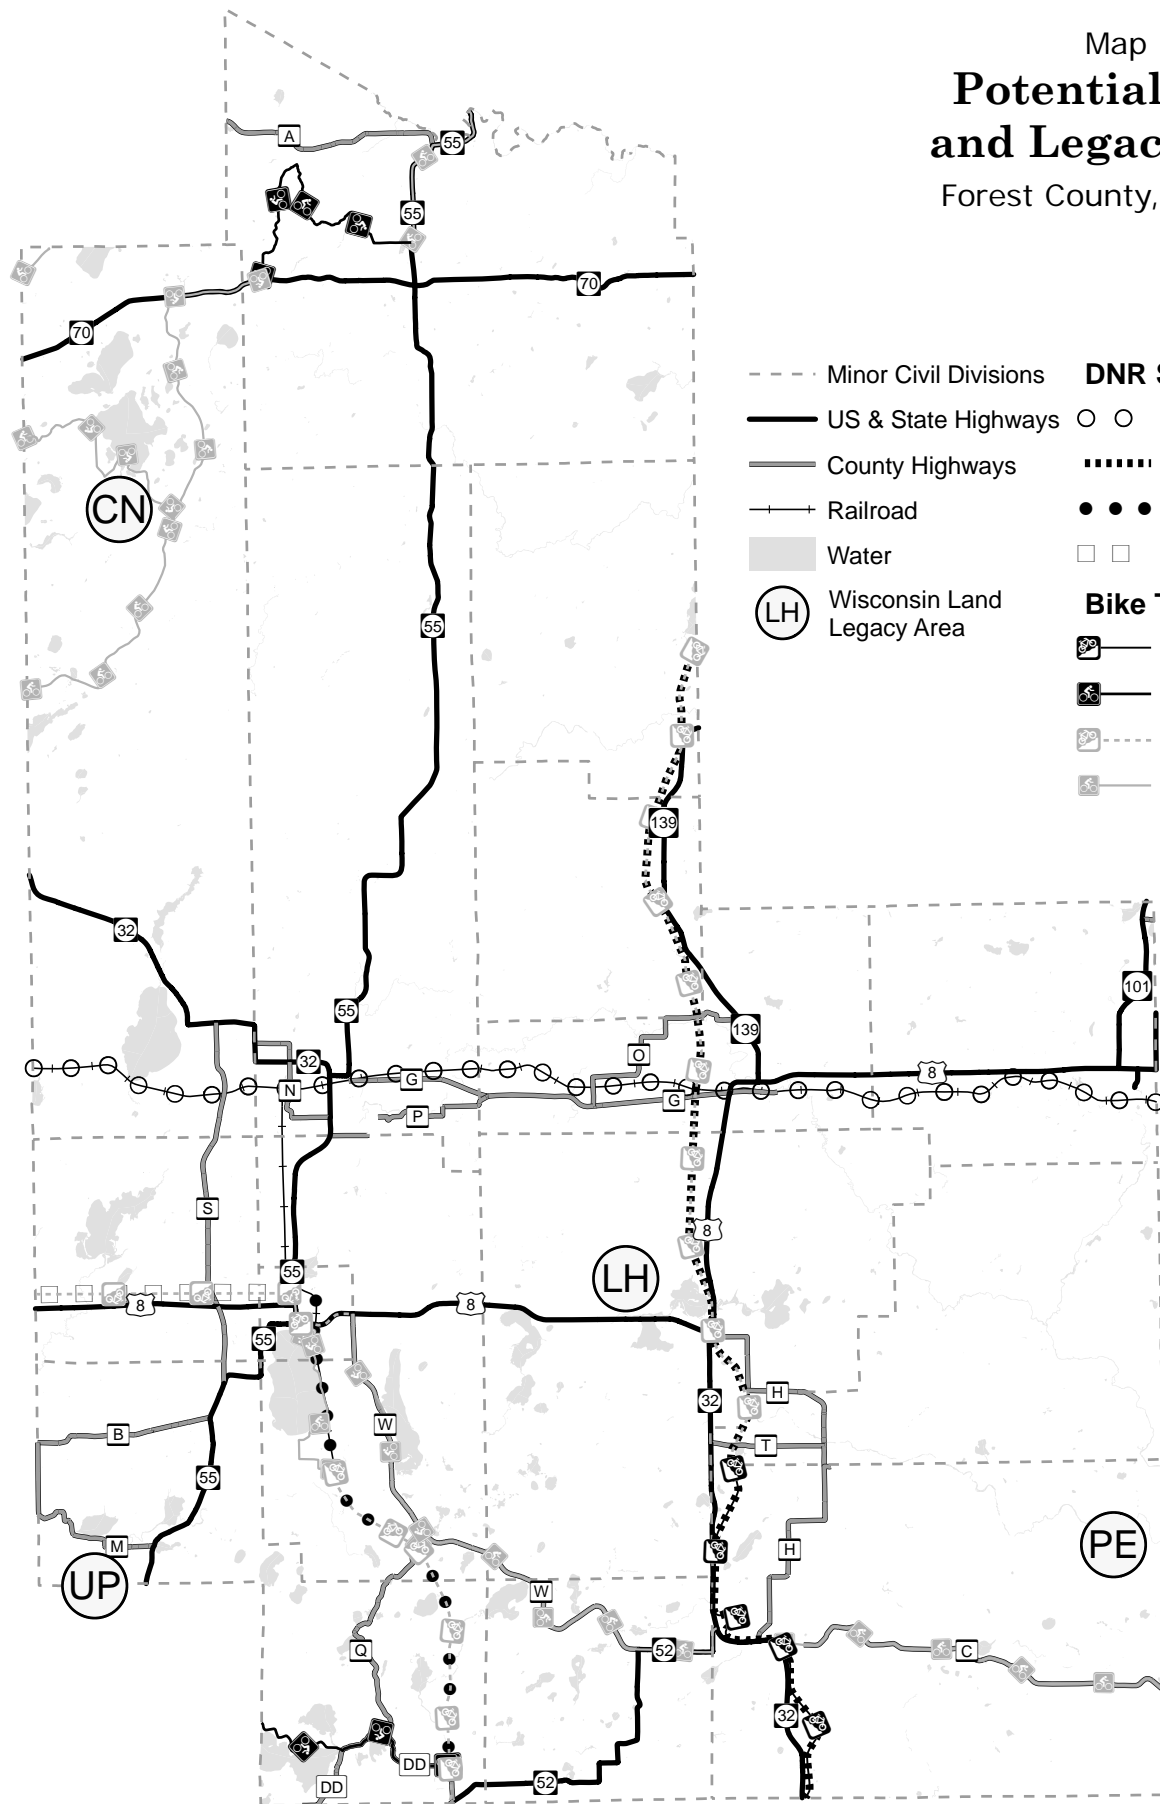 Map
Potential
and Legac
Forest County,
A
55
55
70
70
Minor Civil Divisions
DNR S
US & State Highways
County Highways
Railroad
Water
LH
Wisconsin Land
Legacy Area
Bike T
CN
55
139
32
101
55
139
32
O
8
G
N
G
P
S
8
LH
55
8
8
55
32
H
W
B
T
55
M
H
PE
UP
W
Q
52
C
32
DD
DD
52